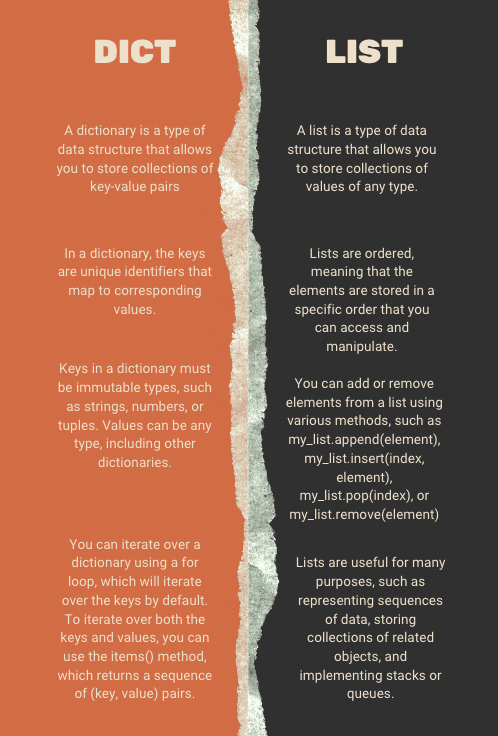 DICT
A dictionary is a type of
data structure that allows
you to store collections of
key-value pairs
In a dictionary, the keys
are unique identifiers that
map to corresponding
values.
Keys in a dictionary must
be immutable types, such
as strings, numbers, or
tuples. Values can be any
type, including other
dictionaries.
You can iterate over a
dictionary using a for
loop, which will iterate
over the keys by default.
To iterate over both the
keys and values, you can
use the items() method,
which returns a sequence
of (key, value) pairs.
LIST
A list is a type of data
structure that allows you
to store collections of
values of any type.
Lists are ordered,
meaning that the
elements are stored in a
specific order that you
can access and
manipulate.
You can add or remove
elements from a list using
various methods, such as
my_list.append(element),
my_list.insert(index,
element),
my_list.pop(index), or
my_list.remove(element)
Lists are useful for many
purposes, such as
representing sequences
of data, storing
collections of related
objects, and
implementing stacks or
queues.